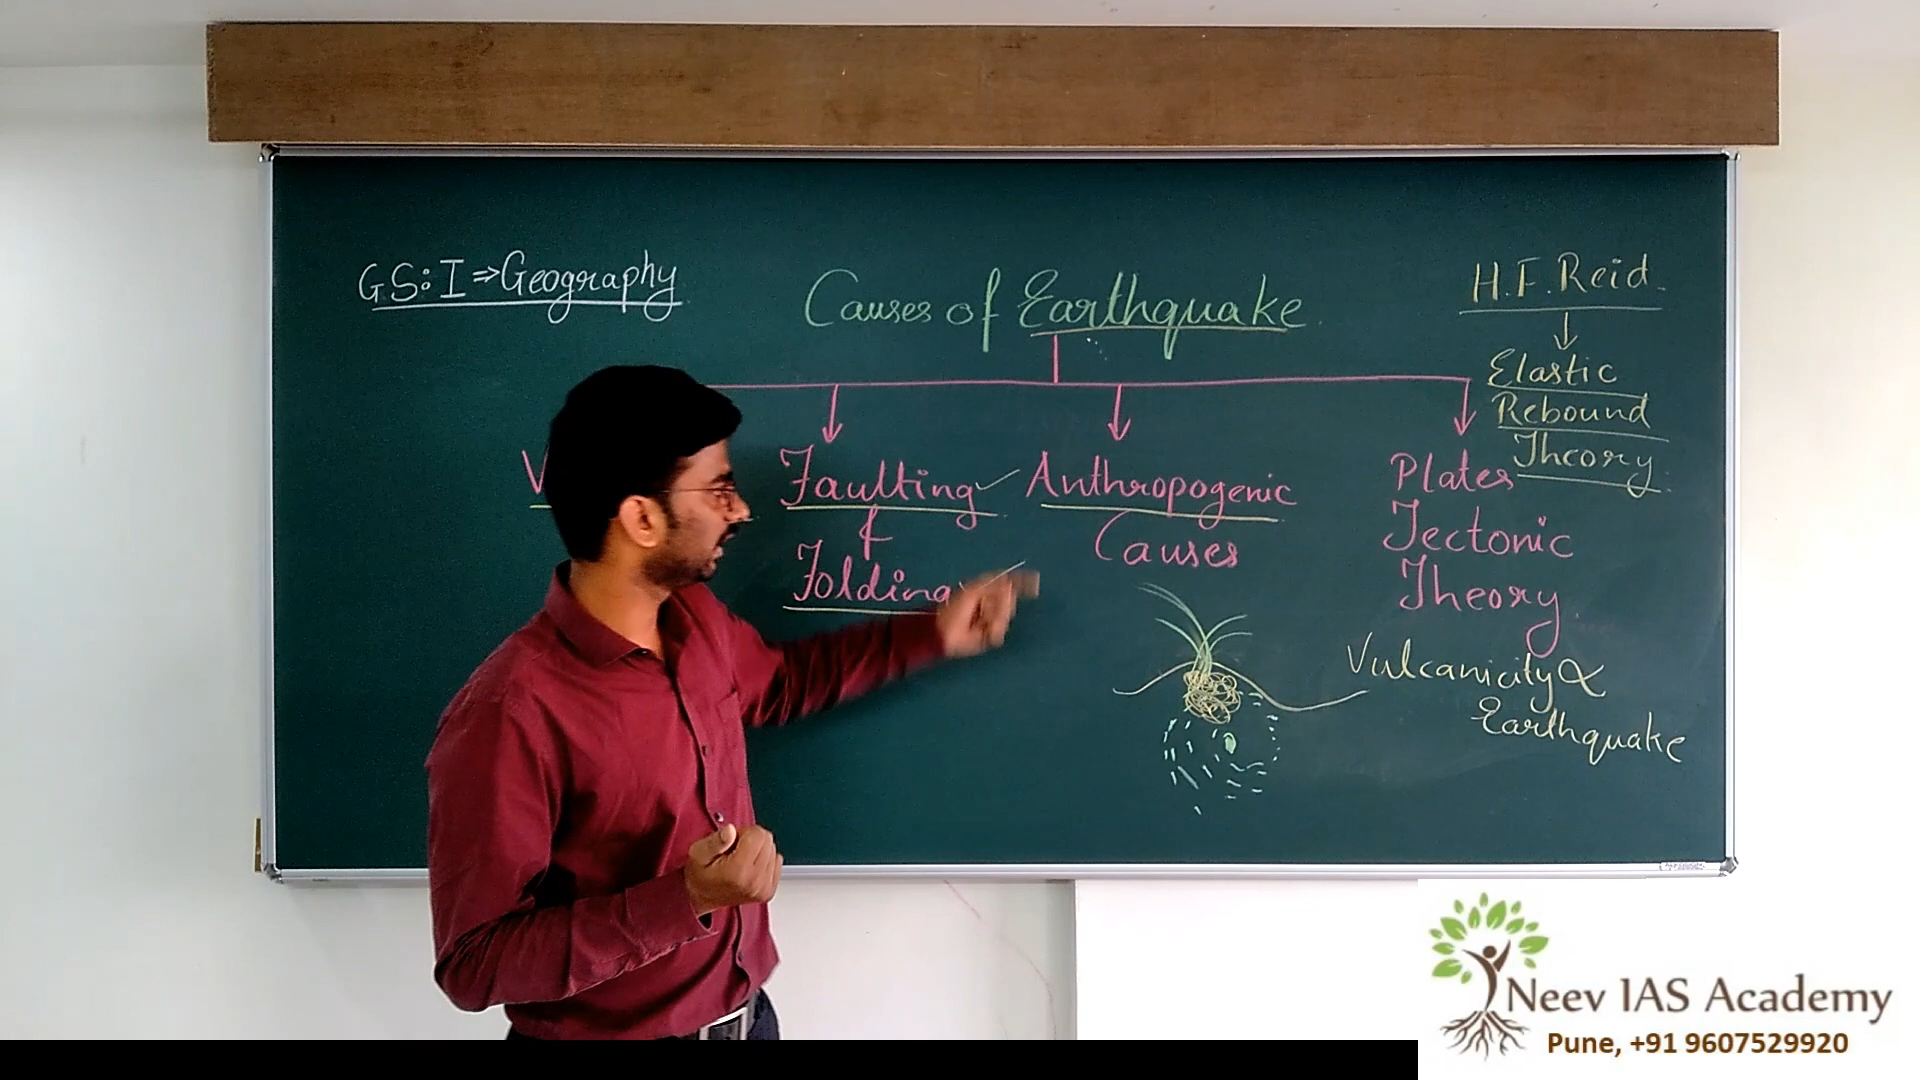 GS:I ⇒ Geography
Causes of Earthquake
H.F. Reid
Elastic
Rebound
Theory
Faulting
&
Folding
Anthropogenic
Causes
Plates
Tectonic
Theory
Vulcanicity ∝
Earthquake
Neev IAS Academy
Pune, +91 9607529920